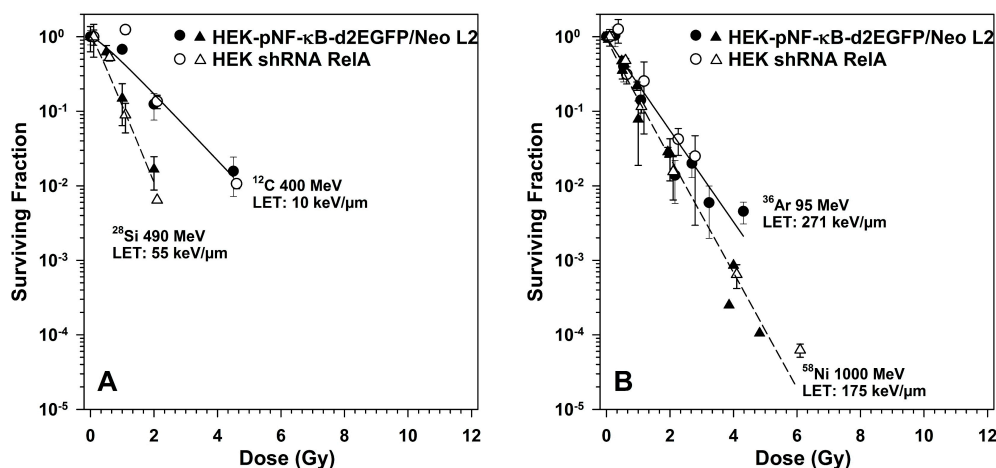 HEK-pNF-κB-d2EGFP/Neo L2
HEK shRNA RelA
10⁰
10⁻¹
10⁻²
10⁻³
10⁻⁴
10⁻⁵
Surviving Fraction
¹²C 400 MeV
LET: 10 keV/µm
²⁸Si 490 MeV
LET: 55 keV/µm
A
0 2 4 6 8 10 12
Dose (Gy)
HEK-pNF-κB-d2EGFP/Neo L2
HEK shRNA RelA
10⁰
10⁻¹
10⁻²
10⁻³
10⁻⁴
10⁻⁵
Surviving Fraction
³⁶Ar 95 MeV
LET: 271 keV/µm
⁵⁸Ni 1000 MeV
LET: 175 keV/µm
B
0 2 4 6 8 10 12
Dose (Gy)